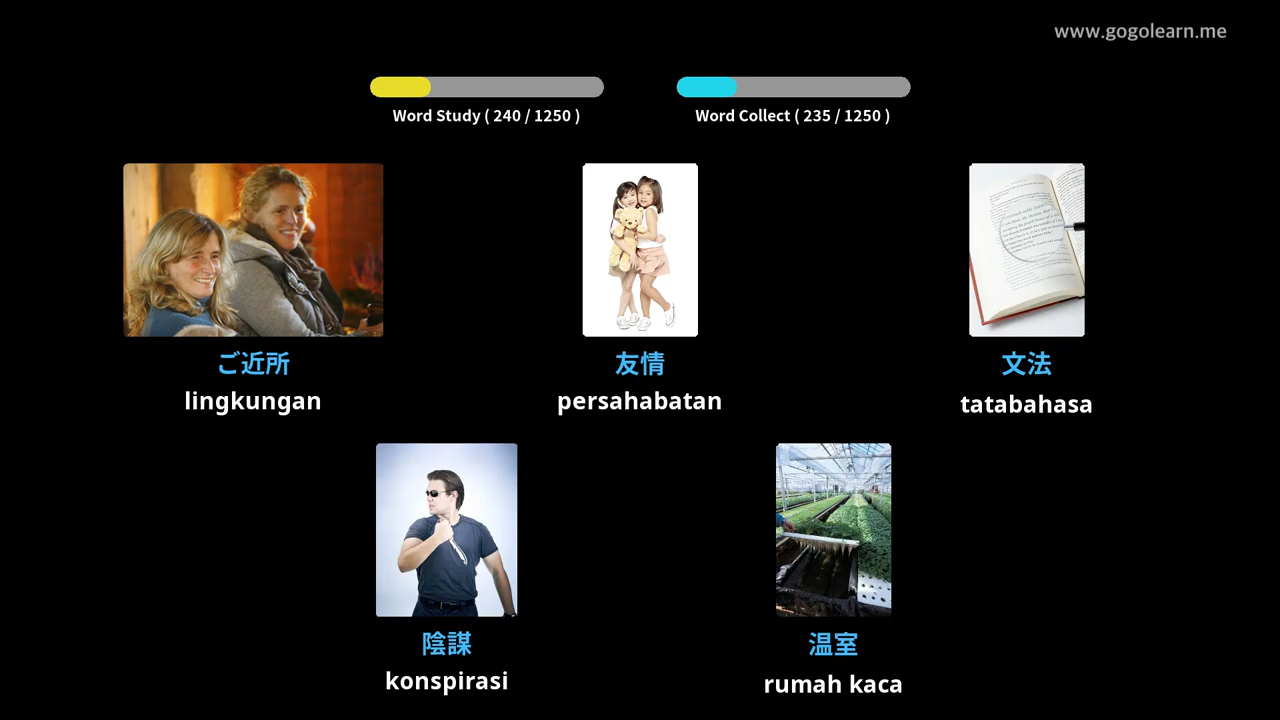 www.gogolearn.me
Word Study ( 240 / 1250 )
Word Collect ( 235 / 1250 )
ご近所
lingkungan
友情
persahabatan
文法
tatabahasa
陰謀
konspirasi
温室
rumah kaca